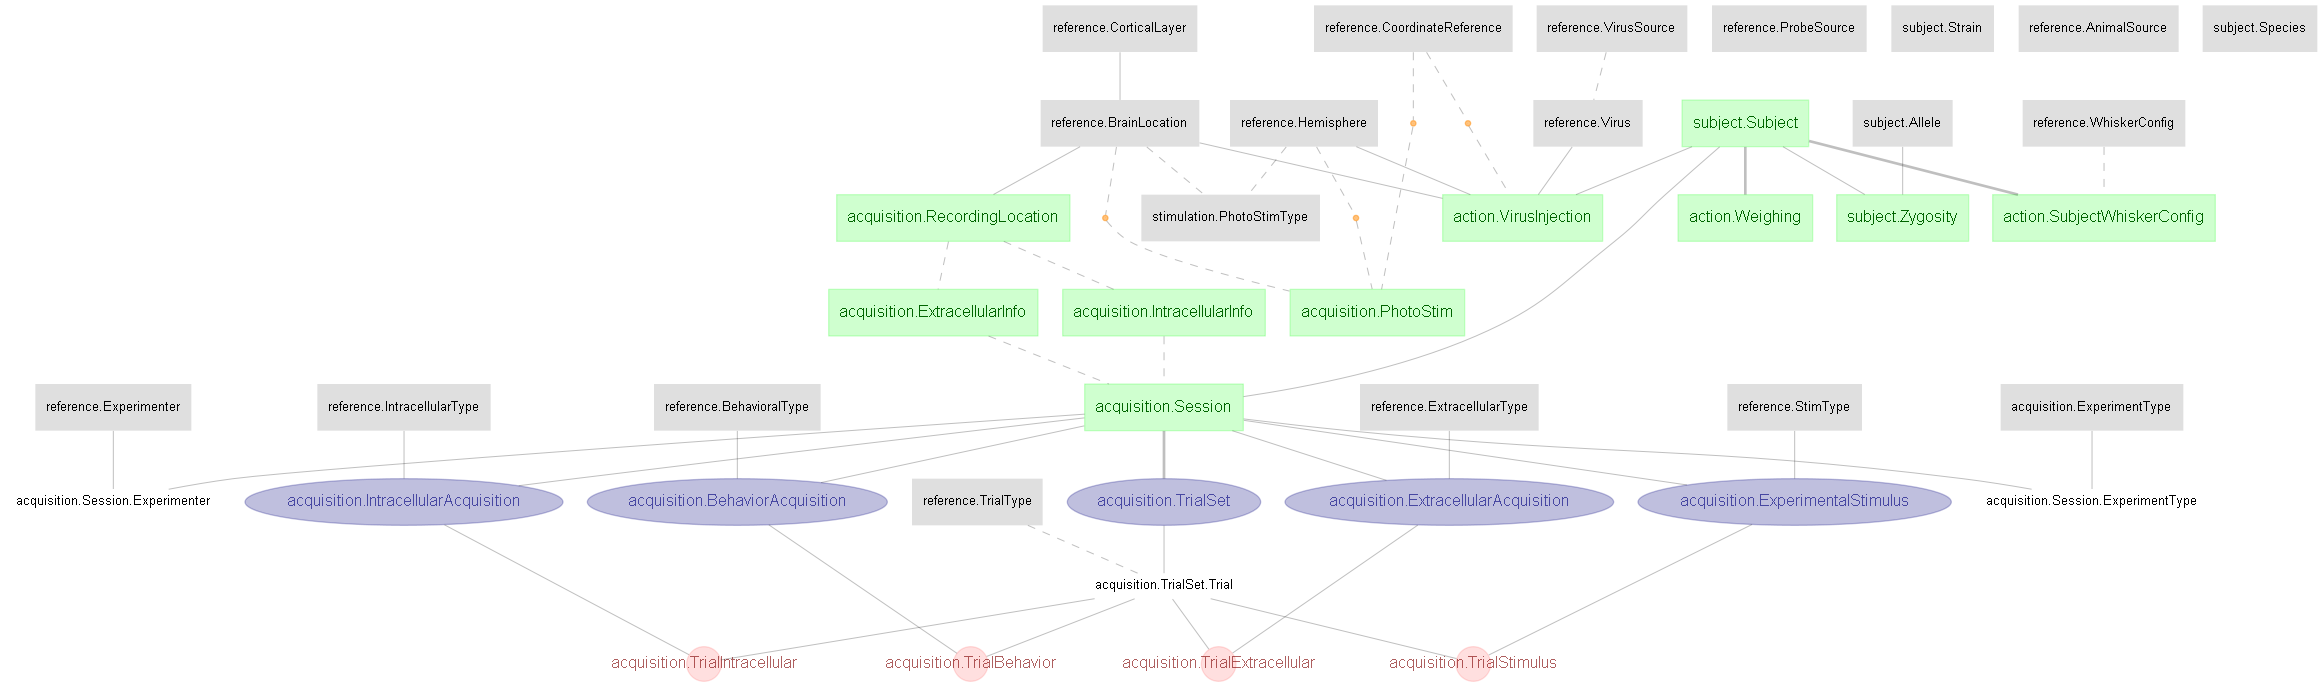 reference.CorticalLayer
reference.CoordinateReference
reference.VirusSource
reference.ProbeSource
subject.Strain
reference.AnimalSource
subject.Species
reference.BrainLocation
reference.Hemisphere
reference.Virus
subject.Subject
subject.Allele
reference.WhiskerConfig
acquisition.RecordingLocation
stimulation.PhotoStimType
action.VirusInjection
action.Weighing
subject.Zygosity
action.SubjectWhiskerConfig
acquisition.ExtracellularInfo
acquisition.IntracellularInfo
acquisition.PhotoStim
reference.Experimenter
reference.IntracellularType
reference.BehavioralType
acquisition.Session
reference.ExtracellularType
reference.StimType
acquisition.ExperimentType
acquisition.Session.Experimenter
acquisition.IntracellularAcquisition
acquisition.BehaviorAcquisition
reference.TrialType
acquisition.TrialSet
acquisition.ExtracellularAcquisition
acquisition.ExperimentalStimulus
acquisition.Session.ExperimentType
acquisition.TrialSet.Trial
acquisition.TrialIntracellular
acquisition.TrialBehavior
acquisition.TrialExtracellular
acquisition.TrialStimulus